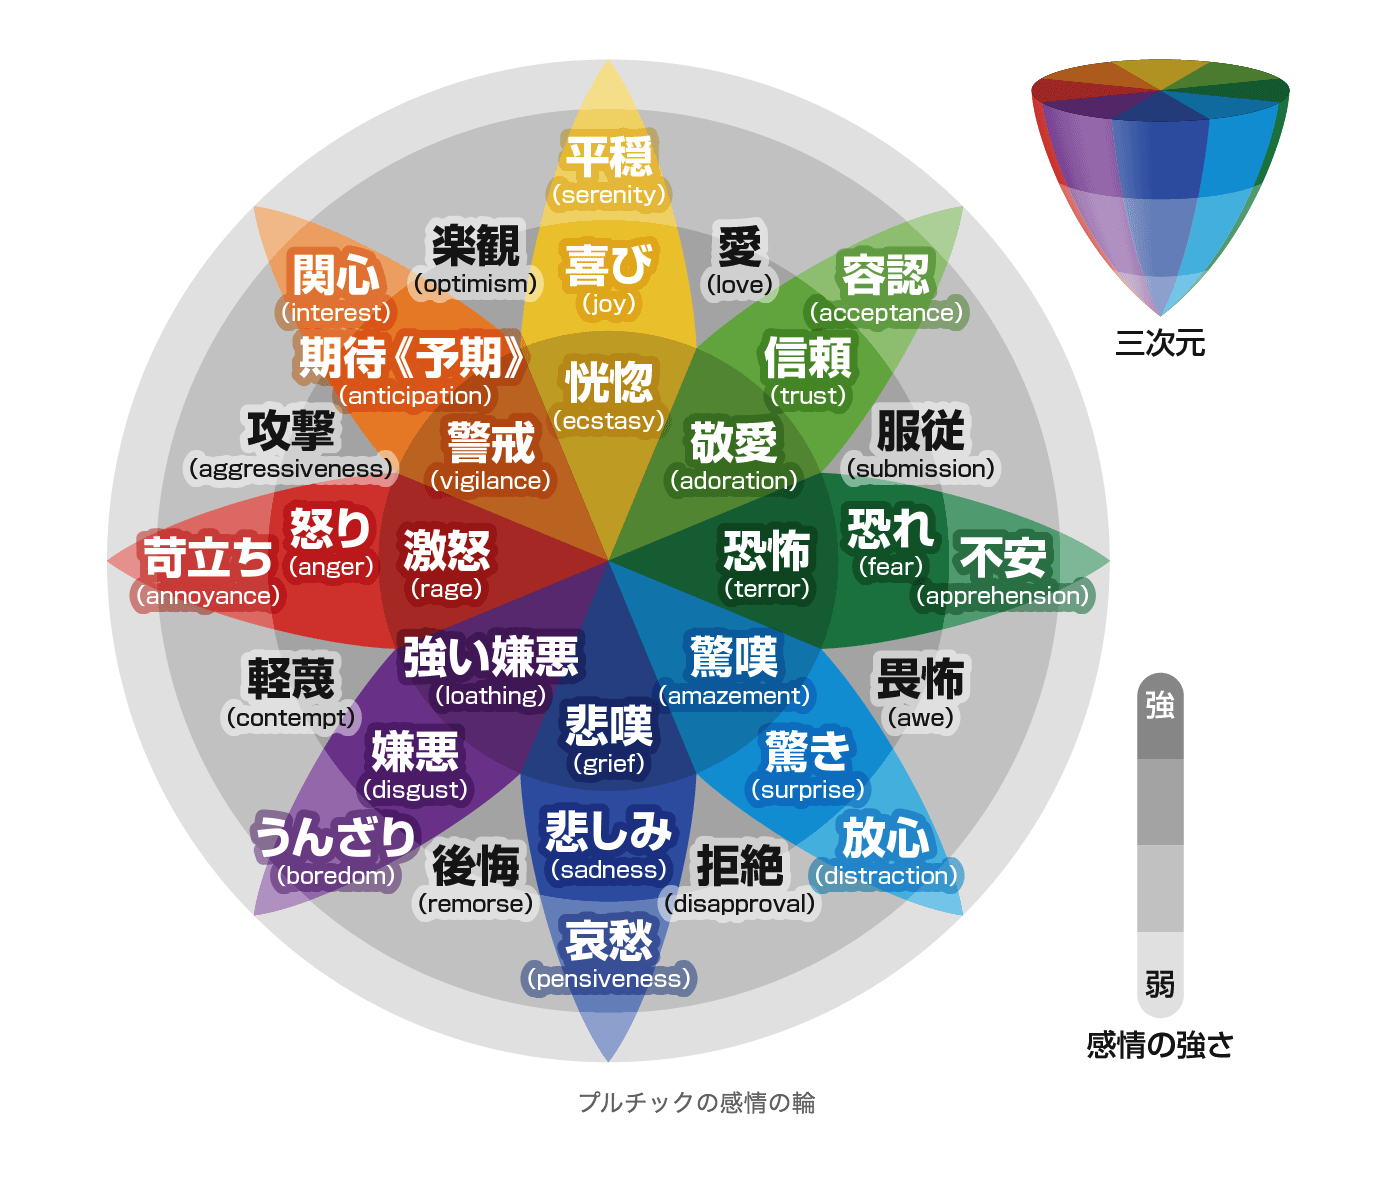 平穏
(serenity)
喜び
(joy)
恍惚
(ecstasy)
愛
(love)
容認
(acceptance)
信頼
(trust)
敬愛
(adoration)
服従
(submission)
恐怖
(terror)
恐れ
(fear)
不安
(apprehension)
畏怖
(awe)
驚嘆
(amazement)
驚き
(surprise)
放心
(distraction)
拒絶
(disapproval)
悲嘆
(grief)
悲しみ
(sadness)
哀愁
(pensiveness)
後悔
(remorse)
強い嫌悪
(loathing)
嫌悪
(disgust)
うんざり
(boredom)
軽蔑
(contempt)
激怒
(rage)
怒り
(anger)
苛立ち
(annoyance)
攻撃
(aggressiveness)
警戒
(vigilance)
期待《予期》
(anticipation)
関心
(interest)
楽観
(optimism)
三次元
強
弱
感情の強さ
プルチックの感情の輪